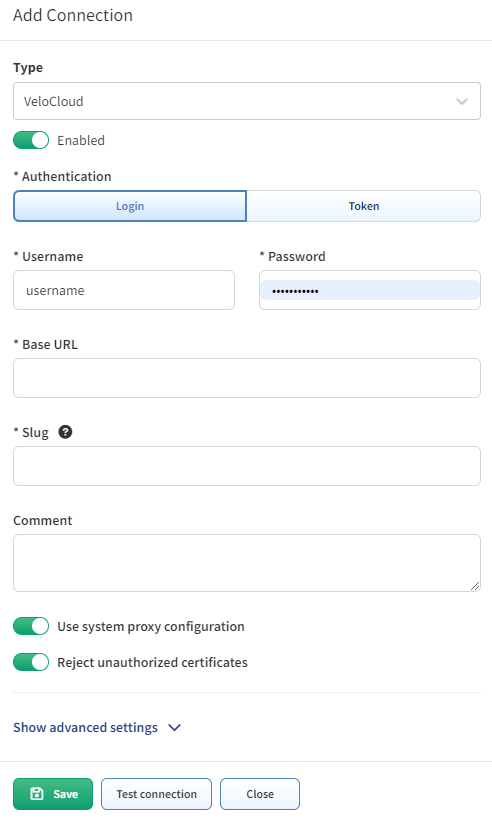 Add Connection
Type
VeloCloud
Enabled
* Authentication
Login Token
* Username * Password
username •••••••••••
* Base URL
* Slug ?
Comment
Use system proxy configuration
Reject unauthorized certificates
Show advanced settings
Save Test connection Close